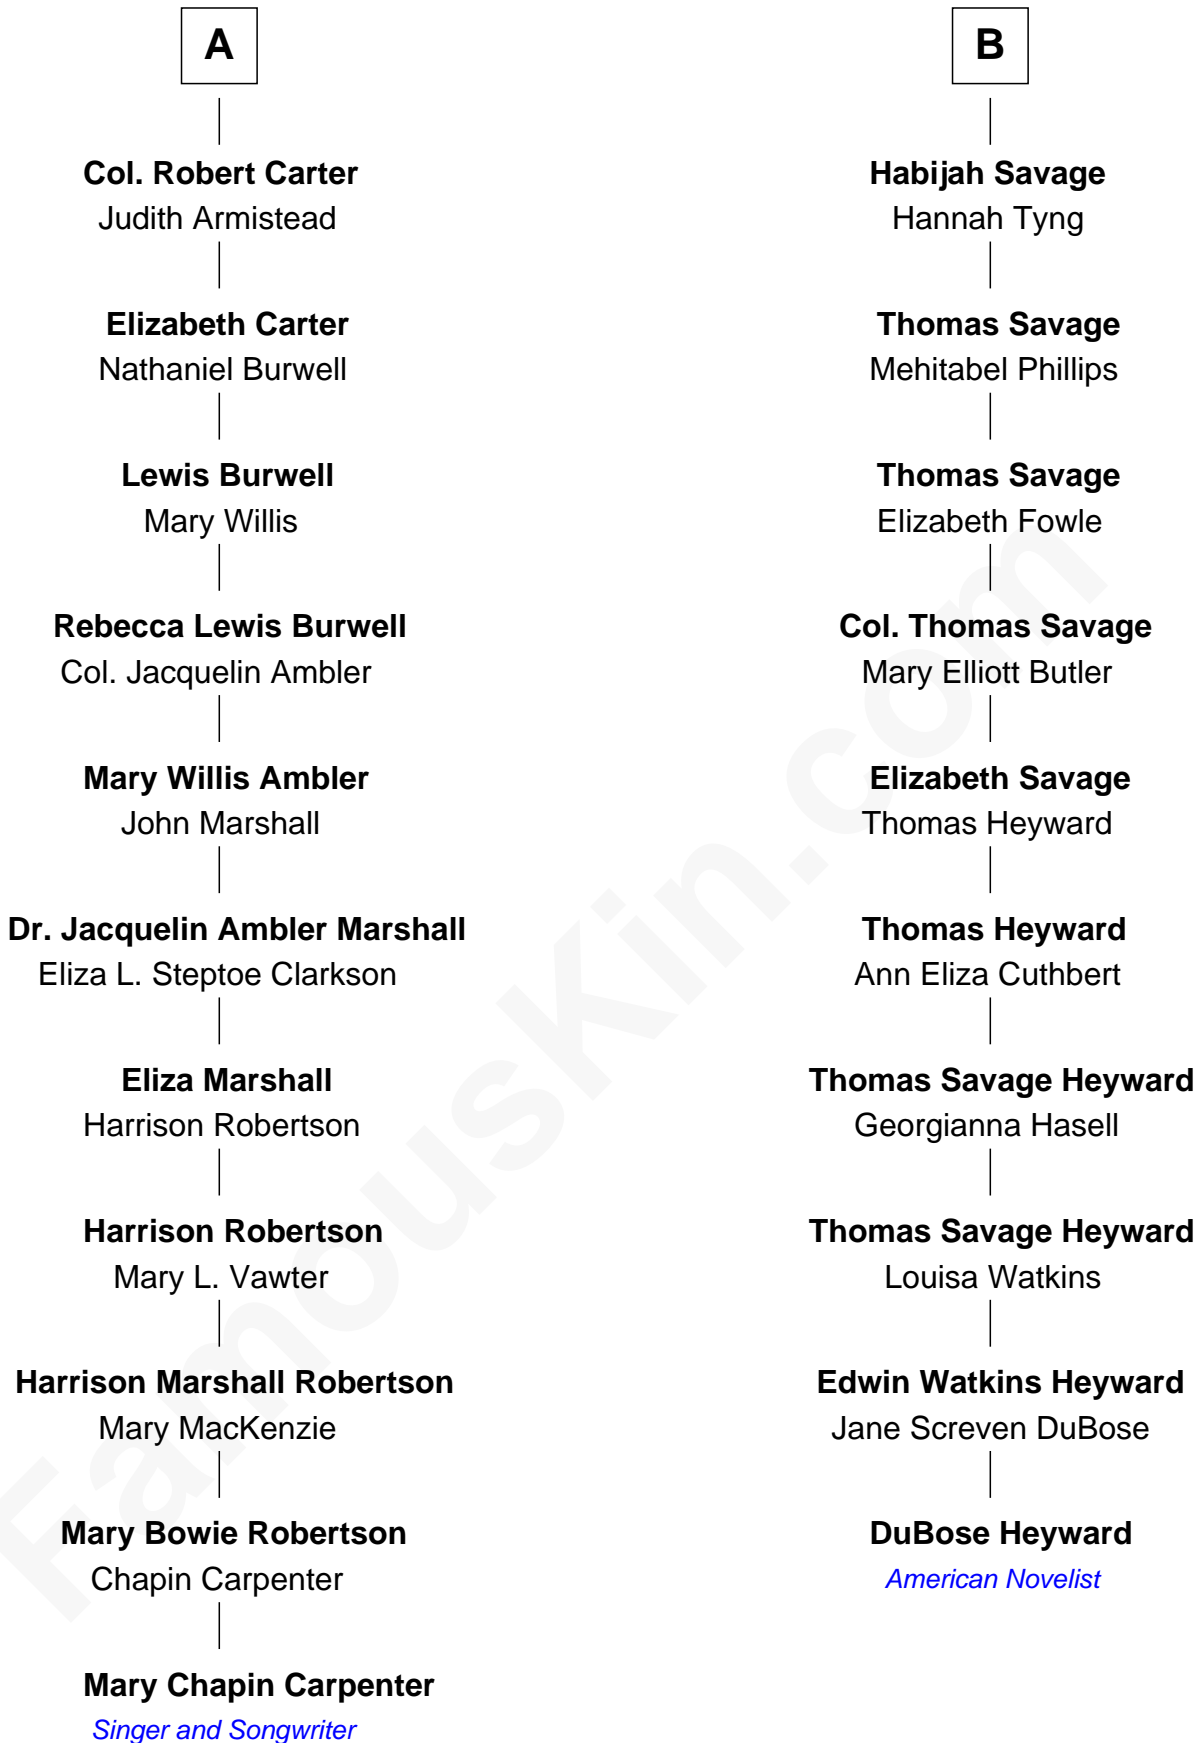 A
Col. Robert Carter
Judith Armistead
Elizabeth Carter
Nathaniel Burwell
Lewis Burwell
Mary Willis
Rebecca Lewis Burwell
Col. Jacquelin Ambler
Mary Willis Ambler
John Marshall
Dr. Jacquelin Ambler Marshall
Eliza L. Steptoe Clarkson
Eliza Marshall
Harrison Robertson
Harrison Robertson
Mary L. Vawter
Harrison Marshall Robertson
Mary MacKenzie
Mary Bowie Robertson
Chapin Carpenter
Mary Chapin Carpenter
Singer and Songwriter
B
Habijah Savage
Hannah Tyng
Thomas Savage
Mehitabel Phillips
Thomas Savage
Elizabeth Fowle
Col. Thomas Savage
Mary Elliott Butler
Elizabeth Savage
Thomas Heyward
Thomas Heyward
Ann Eliza Cuthbert
Thomas Savage Heyward
Georgianna Hasell
Thomas Savage Heyward
Louisa Watkins
Edwin Watkins Heyward
Jane Screven DuBose
DuBose Heyward
American Novelist
FamousKin.com